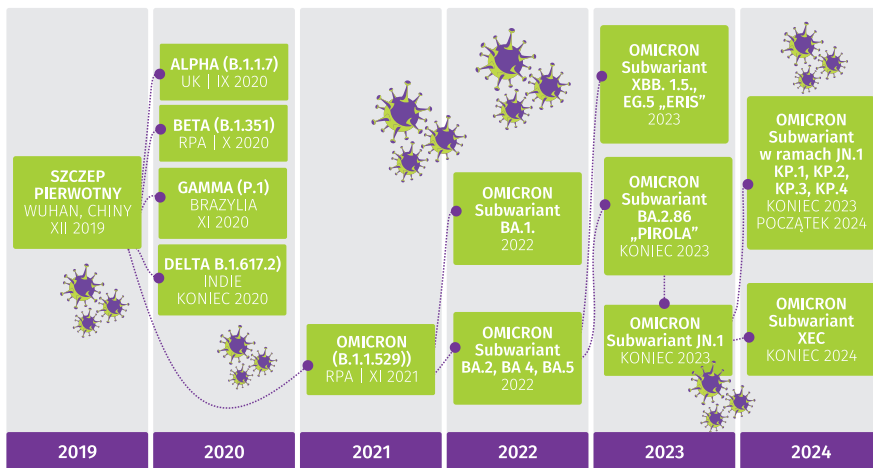 SZCZEP
PIERWOTNY
WUHAN, CHINY
XII 2019
ALPHA (B.1.1.7)
UK | IX 2020
BETA (B.1.351)
RPA | X 2020
GAMMA (P.1)
BRAZYLIA
XI 2020
DELTA B.1.617.2)
INDIE
KONIEC 2020
OMICRON
(B.1.1.529))
RPA | XI 2021
OMICRON
Subwariant
BA.1.
2022
OMICRON
Subwariant
BA.2, BA 4, BA.5
2022
OMICRON
Subwariant
XBB. 1.5.,
EG.5 „ERIS”
2023
OMICRON
Subwariant
BA.2.86
„PIROLA”
KONIEC 2023
OMICRON
Subwariant JN.1
KONIEC 2023
OMICRON
Subwariant
w ramach JN.1
KP.1, KP.2,
KP.3, KP.4
KONIEC 2023
POCZĄTEK 2024
OMICRON
Subwariant
XEC
KONIEC 2024
2019
2020
2021
2022
2023
2024